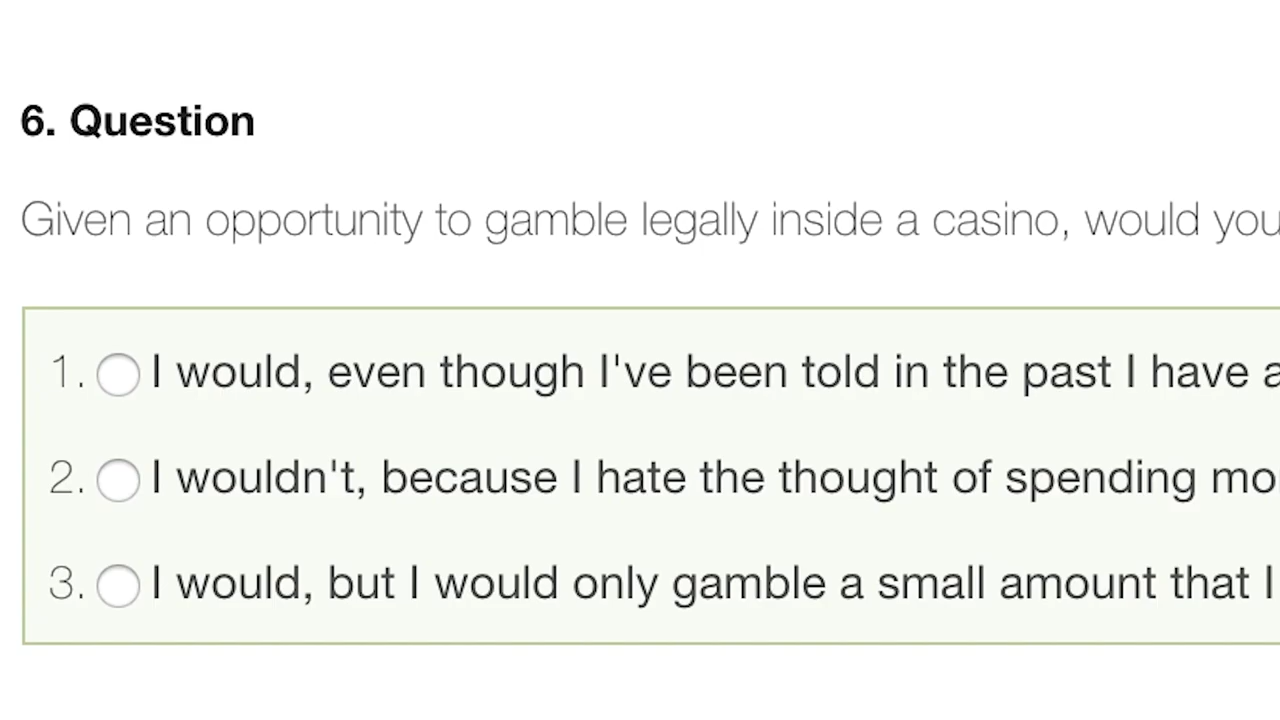 6. Question
Given an opportunity to gamble legally inside a casino, would you
1. I would, even though I've been told in the past I have a
2. I wouldn't, because I hate the thought of spending mo
3. I would, but I would only gamble a small amount that I